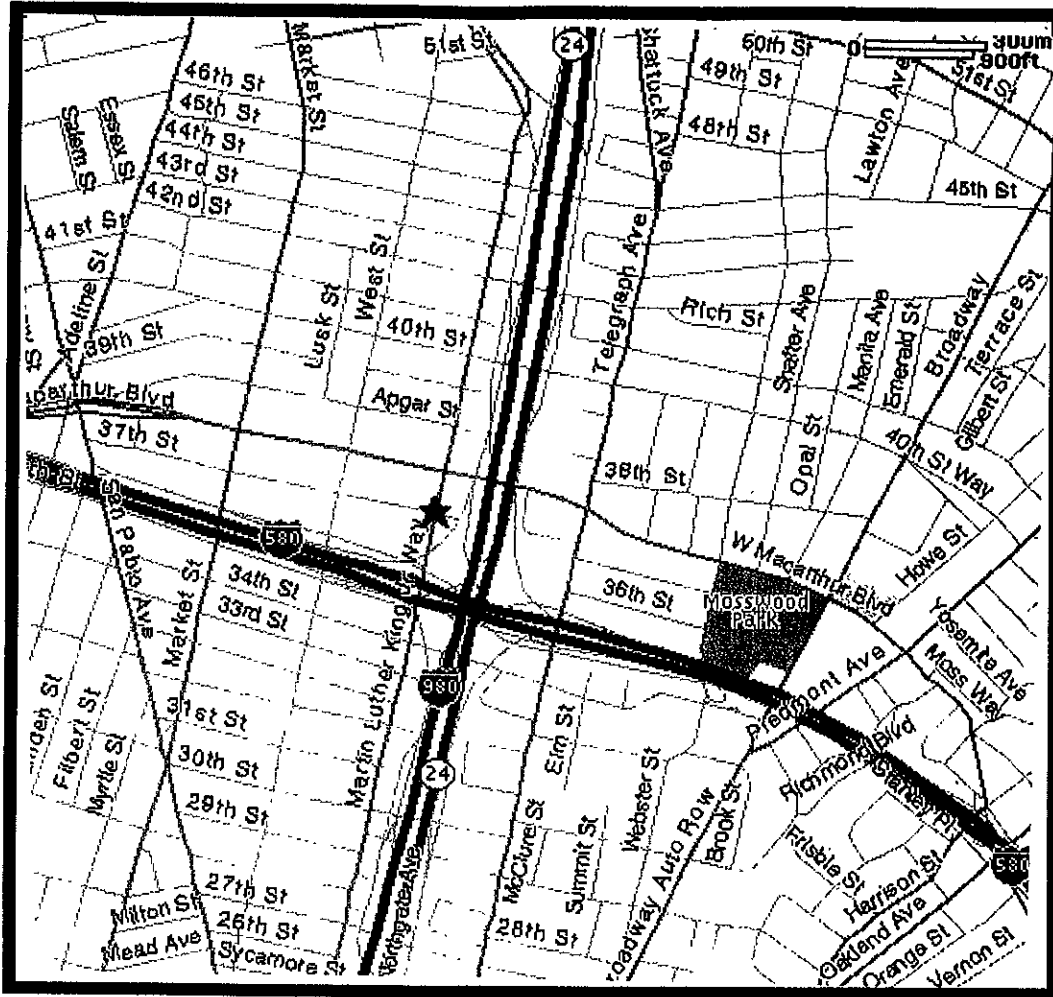 51st St
24
50th St
0 300m
900ft
Market St
Shattuck Ave
49th St
51st St
46th St
Lawton Ave
45th St
48th St
Essex St
Salem St
44th St
43rd St
45th St
42nd St
41st St
West St
Telegraph Ave
Adeline St
Broadway
Terrace St
Lusk St
Rich St
Shafter Ave
Manila Ave
Emerald St
40th St
39th St
Gilbert St
Apgar St
arthur Blvd
37th St
40th St Way
38th St
Opal St
San Pablo Ave
580
W Macarthur Blvd
Howe St
Market St
34th St
36th St
Mosswood
Park
33rd St
Martin Luther King Jr Way
Yosemite Ave
Moss Wa
Piedmont Ave
980
Filbert St
31st St
Myrtle St
Elm St
Richmond Blvd
30th St
24
Webster St
29th St
Brook St
McClure St
Summit St
Frisbie St
580
Harrison St
27th St
Northgate Ave
roadway Auto Row
Milton St
26th St
28th St
Oakland Ave
Mead Ave
Sycamore St
Orange St
Vernon St